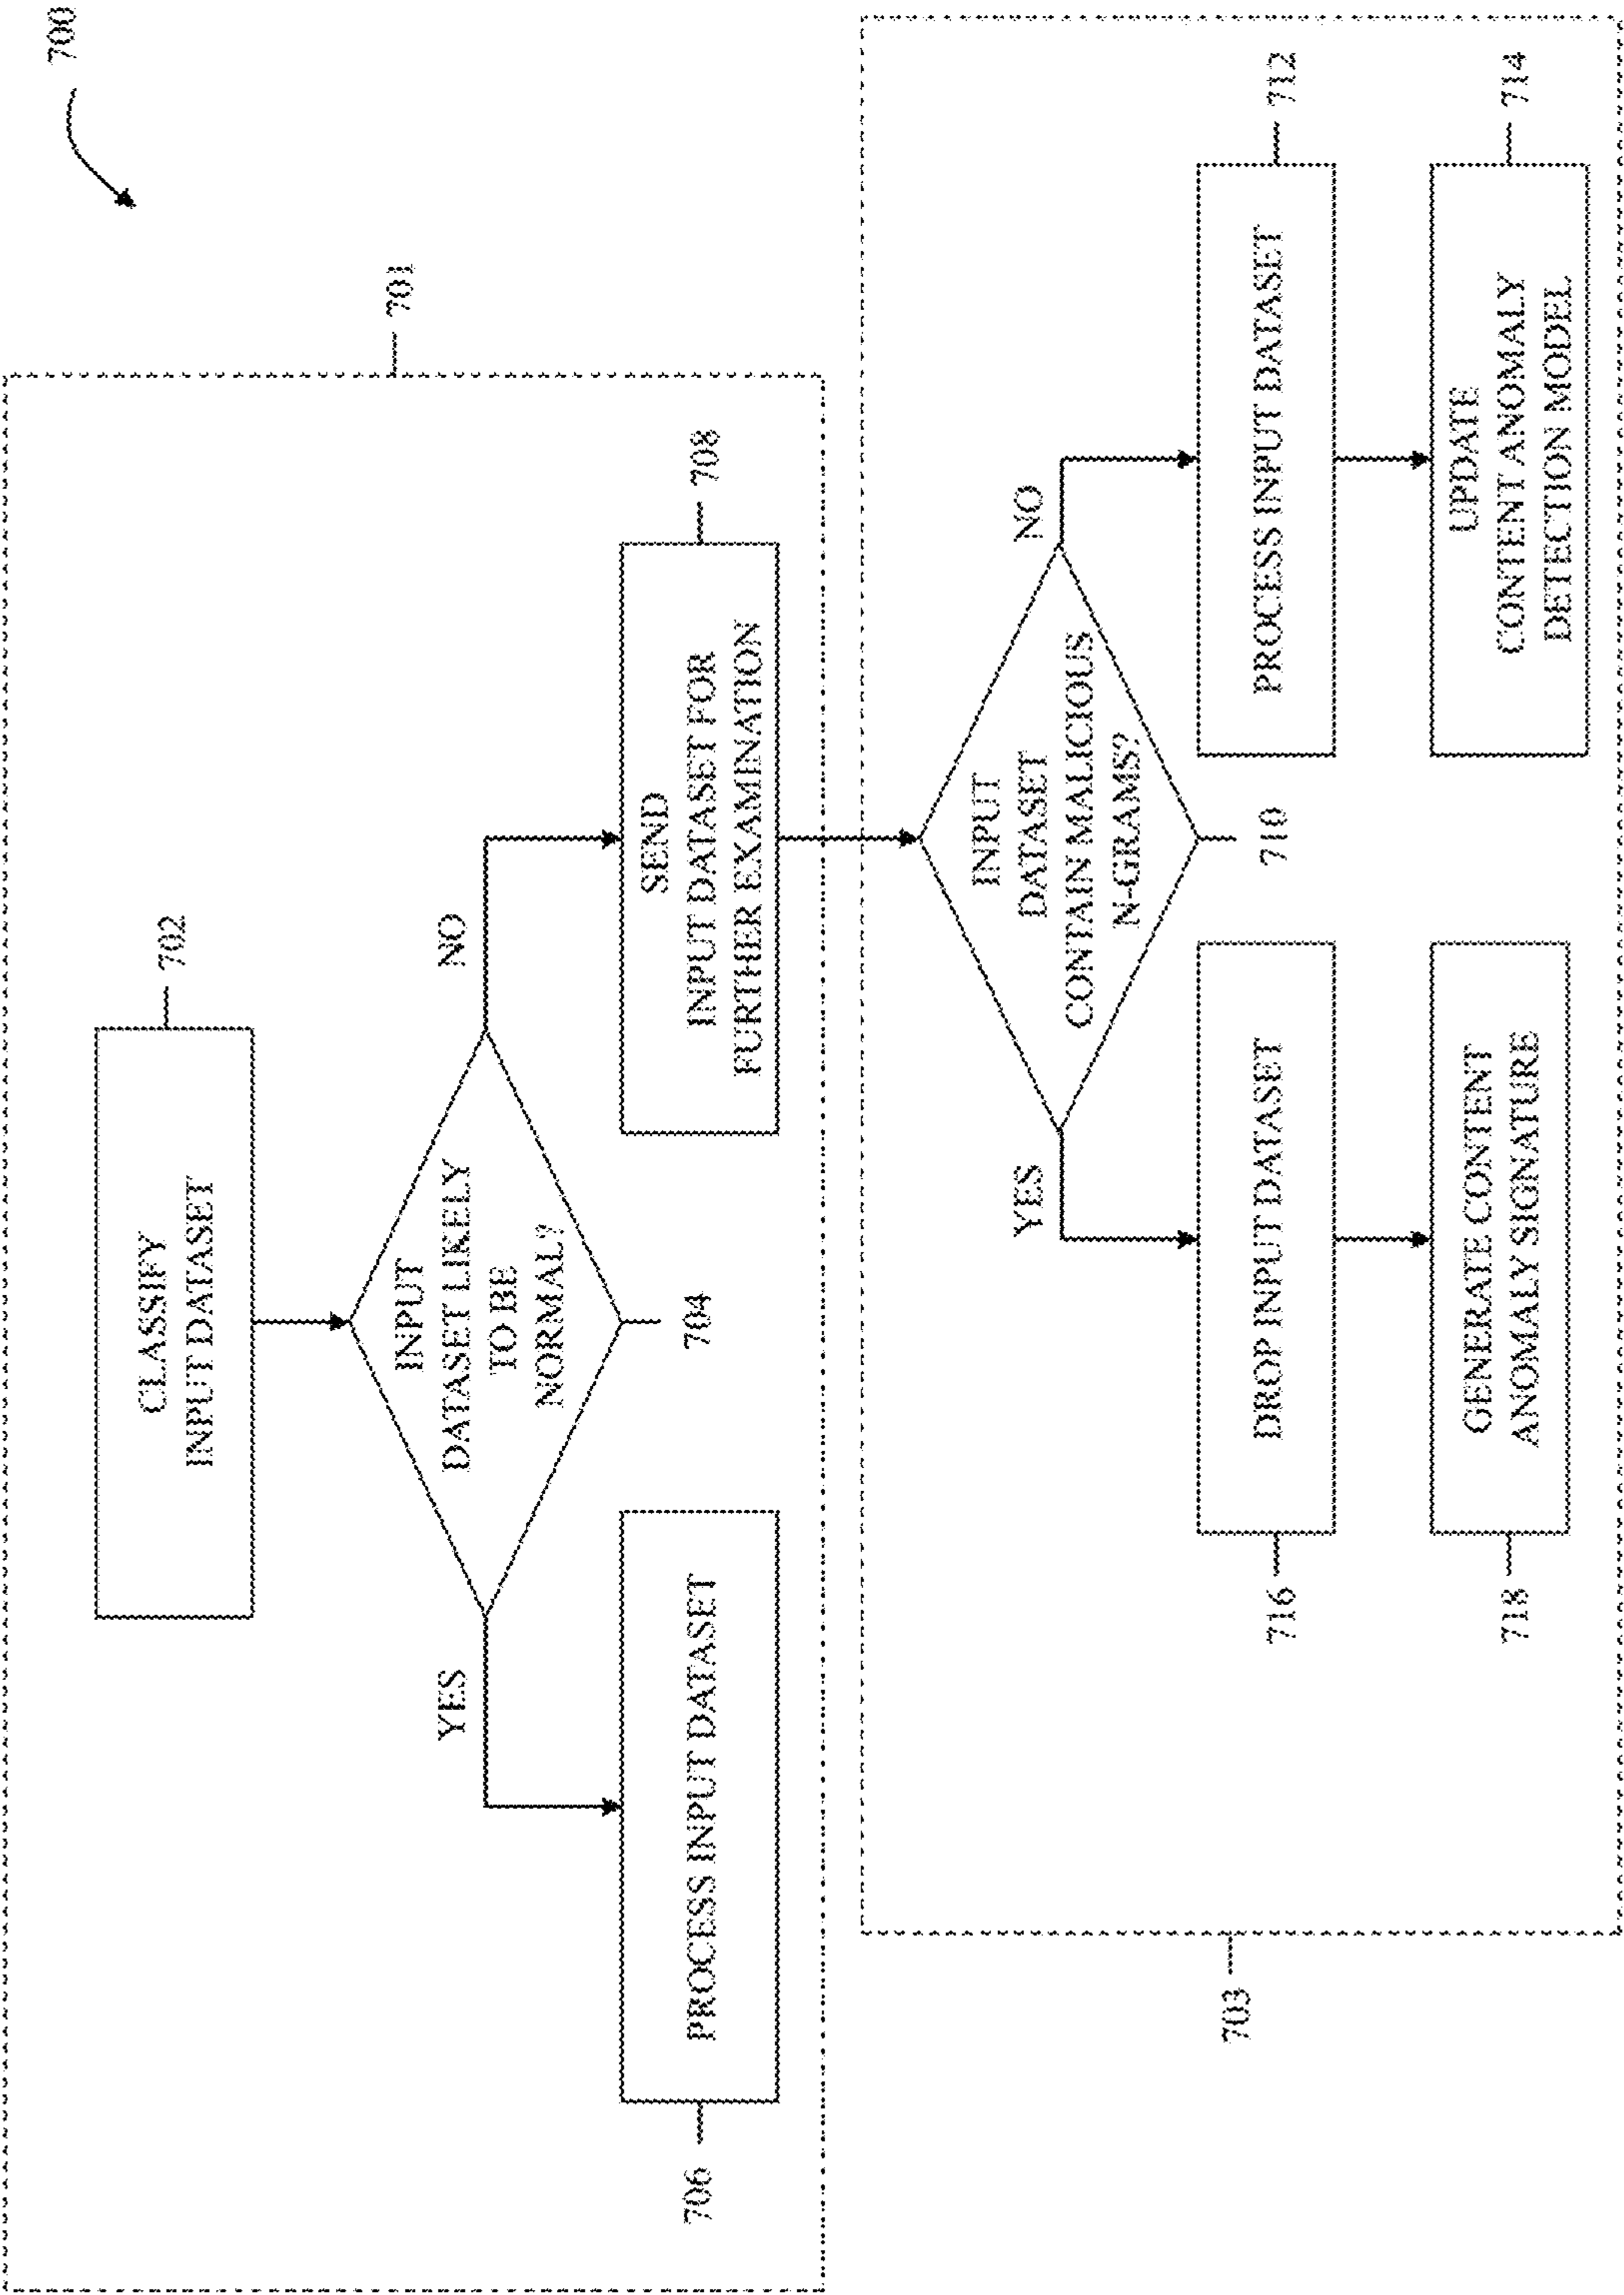 700
701
702
CLASSIFY
INPUT DATASET
INPUT
DATASET LIKELY
TO BE
NORMAL?
704
YES
NO
706
PROCESS INPUT DATASET
708
SEND
INPUT DATASET FOR
FURTHER EXAMINATION
703
INPUT
DATASET
CONTAIN MALICIOUS
N-GRAMS?
710
YES
NO
716
DROP INPUT DATASET
712
PROCESS INPUT DATASET
718
GENERATE CONTENT
ANOMALY SIGNATURE
714
UPDATE
CONTENT ANOMALY
DETECTION MODEL